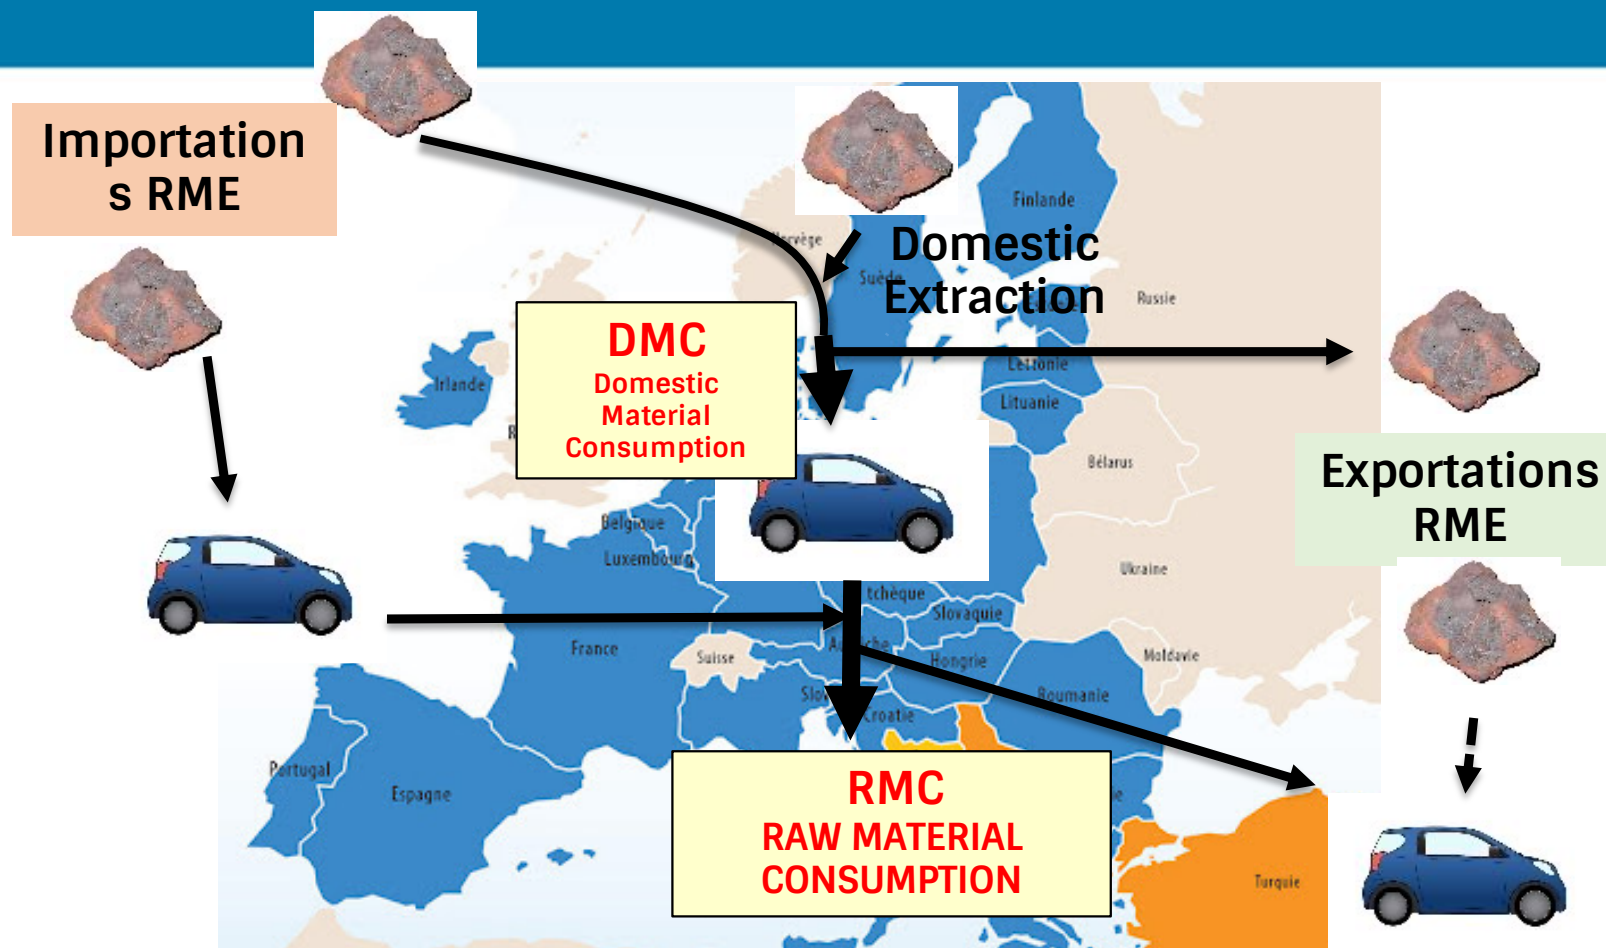 Importation
s RME
Norvège
Finlande
Domestic
Extraction
Suède
Russie
DMC
Domestic
Material
Consumption
Irlande
Lettonie
Lituanie
Bélarus
Exportations
RME
Belgique
Luxembourg
Ukraine
tchèque
Slovaquie
France
Suisse
Hongrie
Moldavie
Roumanie
Croatie
Portugal
Espagne
RMC
RAW MATERIAL
CONSUMPTION
Turquie